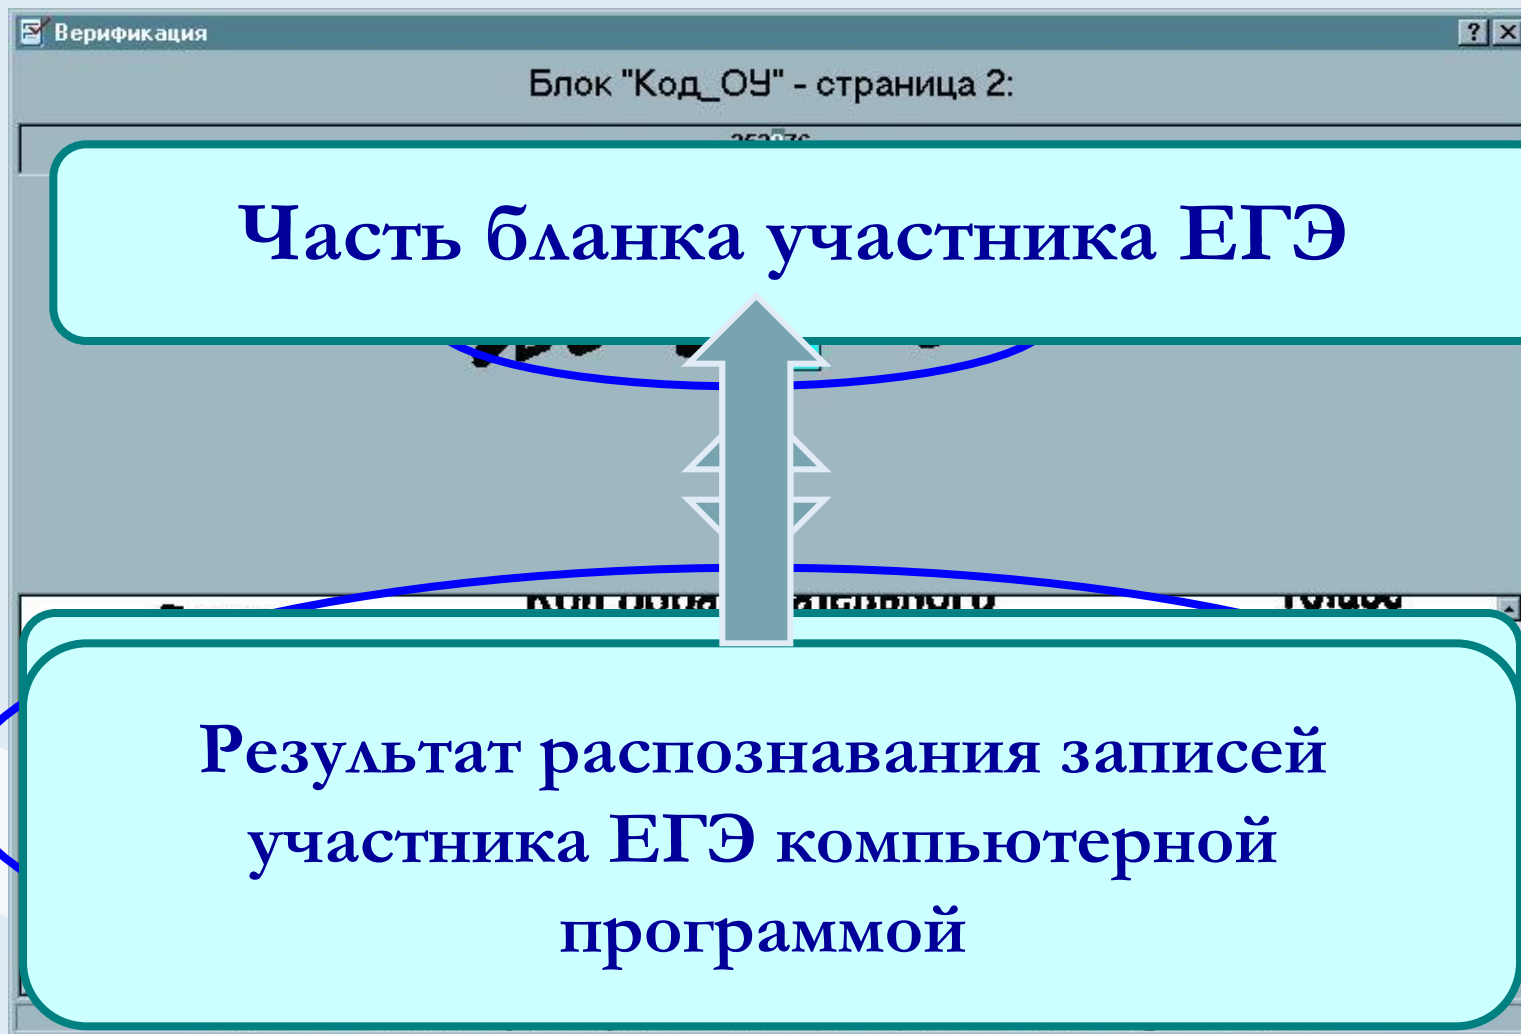 Верификация
Блок "Код_ОУ" - страница 2:
Часть бланка участника ЕГЭ
Результат распознавания записей
участника ЕГЭ компьютерной
программой